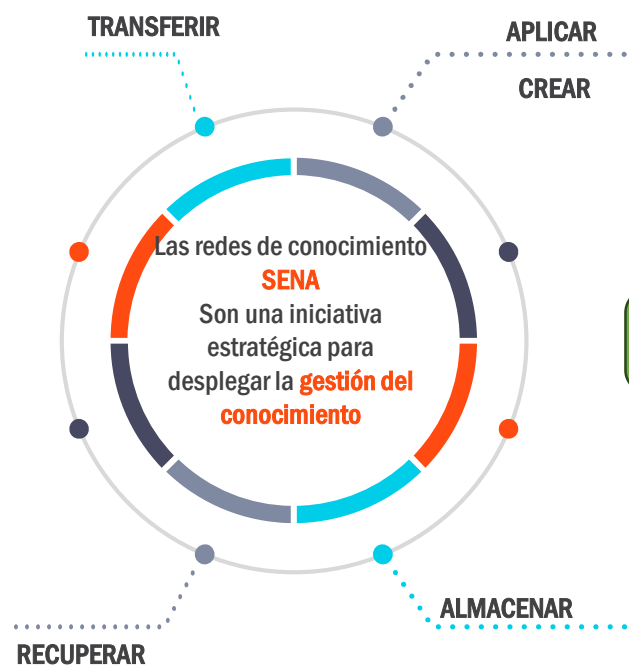 TRANSFERIR
APLICAR
CREAR
Las redes de conocimiento
SENA
Son una iniciativa
estratégica para
desplegar la gestión del
conocimiento
ALMACENAR
RECUPERAR